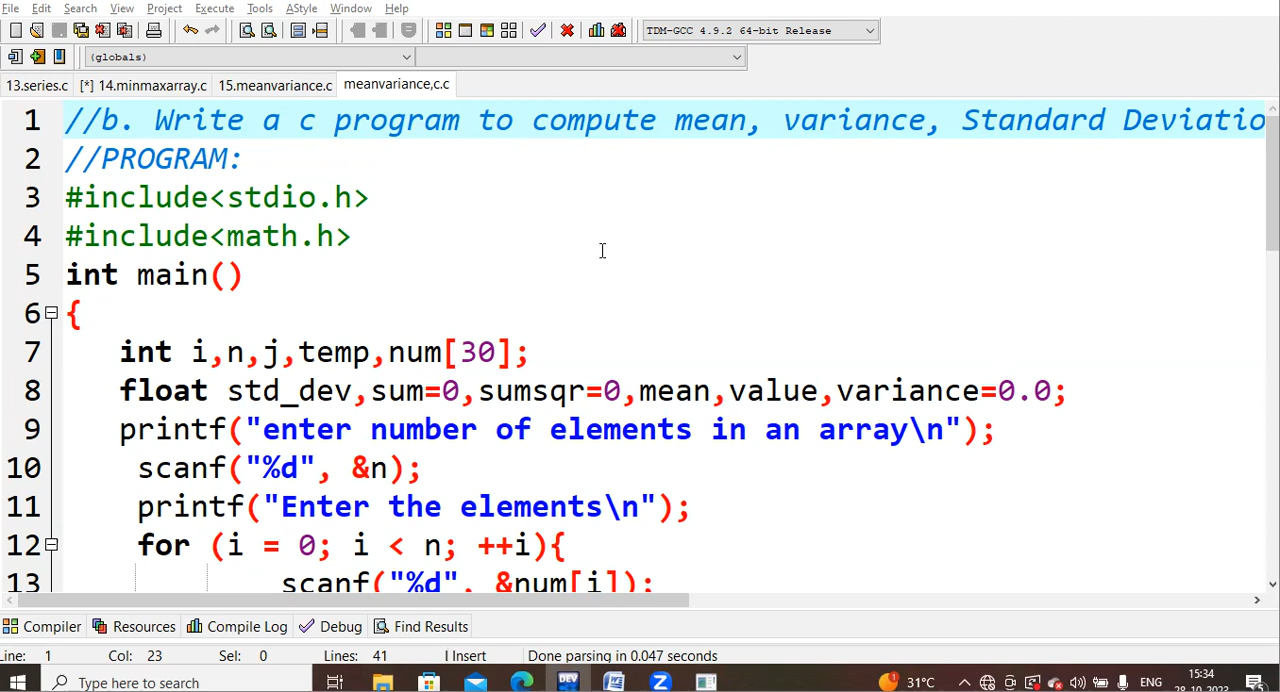 File Edit Search View Project Execute Tools AStyle Window Help
TDM-GCC 4.9.2 64-bit Release
(globals)
13.series.c [*] 14.minmaxarray.c 15.meanvariance.c meanvariance,c.c
1 //b. Write a c program to compute mean, variance, Standard Deviatio
2 //PROGRAM:
3 #include<stdio.h>
4 #include<math.h>
5 int main()
6 {
7 int i,n,j,temp,num[30];
8 float std_dev,sum=0,sumsqr=0,mean,value,variance=0.0;
9 printf("enter number of elements in an array\n");
10 scanf("%d", &n);
11 printf("Enter the elements\n");
12 for (i = 0; i < n; ++i){
13 scanf("%d", &num[i]);
Compiler Resources Compile Log Debug Find Results
Line: 1 Col: 23 Sel: 0 Lines: 41 Insert Done parsing in 0.047 seconds
Type here to search DEV 31°C ENG 15:34
28-10-2023